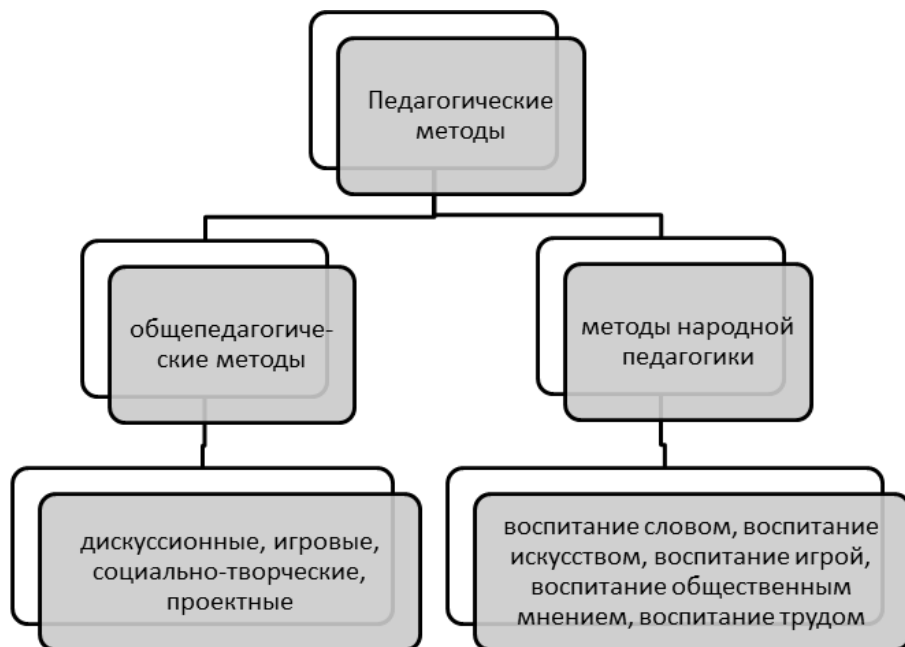 Педагогические
методы
общепедагогиче-
ские методы
методы народной
педагогики
дискуссионные, игровые,
социально-творческие,
проектные
воспитание словом, воспитание
искусством, воспитание игрой,
воспитание общественным
мнением, воспитание трудом